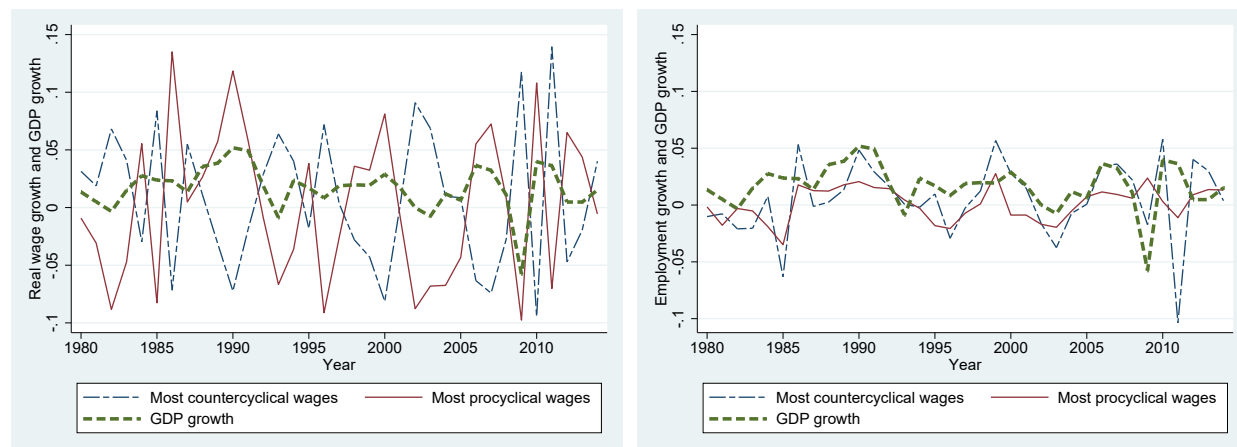 Real wage growth and GDP growth
.15
.1
.05
0
-.05
-.1
1980 1985 1990 1995 2000 2005 2010
Year
Most countercyclical wages Most procyclical wages
GDP growth
Employment growth and GDP growth
.15
.1
.05
0
-.05
-.1
1980 1985 1990 1995 2000 2005 2010
Year
Most countercyclical wages Most procyclical wages
GDP growth